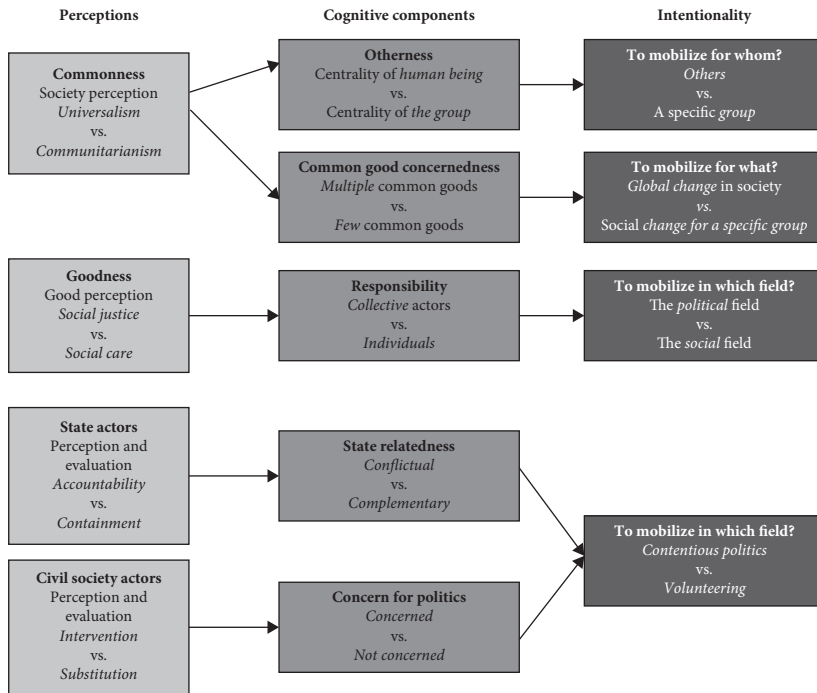 Perceptions
Cognitive components
Intentionality
Commonness
Society perception
Universalism
vs.
Communitarianism
Otherness
Centrality of human being
vs.
Centrality of the group
To mobilize for whom?
Others
vs.
A specific group
Common good concernedness
Multiple common goods
vs.
Few common goods
To mobilize for what?
Global change in society
vs.
Social change for a specific group
Goodness
Good perception
Social justice
vs.
Social care
Responsibility
Collective actors
vs.
Individuals
To mobilize in which field?
The political field
vs.
The social field
State actors
Perception and
evaluation
Accountability
vs.
Containment
State relatedness
Conflictual
vs.
Complementary
Civil society actors
Perception and
evaluation
Intervention
vs.
Substitution
Concern for politics
Concerned
vs.
Not concerned
To mobilize in which field?
Contentious politics
vs.
Volunteering